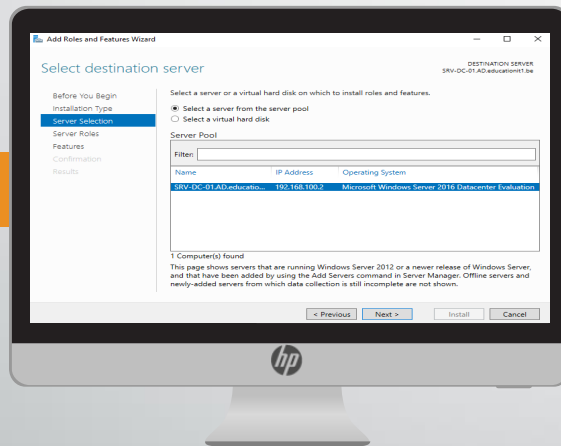 Add Roles and Features Wizard
Select destination server
DESTINATION SERVER
SRV-DC-01.AD.educationit1.be
Before You Begin
Installation Type
Server Selection
Server Roles
Features
Confirmation
Results
Select a server or a virtual hard disk on which to install roles and features.
Select a server from the server pool
Select a virtual hard disk
Server Pool
Filter:
Name IP Address Operating System
SRV-DC-01.AD.educatio... 192.168.100.2 Microsoft Windows Server 2016 Datacenter Evaluation
1 Computer(s) found
This page shows servers that are running Windows Server 2012 or a newer release of Windows Server,
and that have been added by using the Add Servers command in Server Manager. Offline servers and
newly-added servers from which data collection is still incomplete are not shown.
< Previous Next > Install Cancel
hp